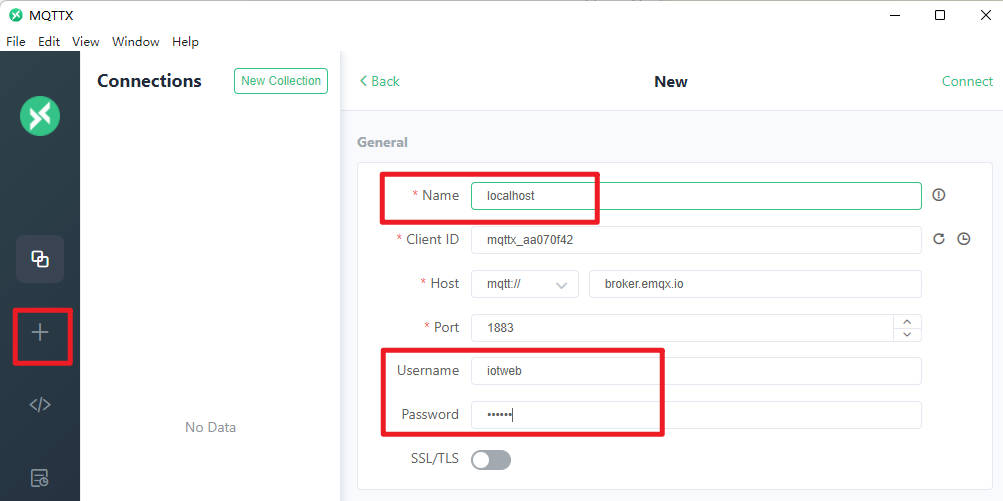 MQTTX
File Edit View Window Help
Connections
New Collection
Back
New
Connect
General
* Name localhost
* Client ID mqttx_aa070f42
* Host mqtt:// broker.emqx.io
* Port 1883
Username iotweb
Password ••••••
SSL/TLS
No Data